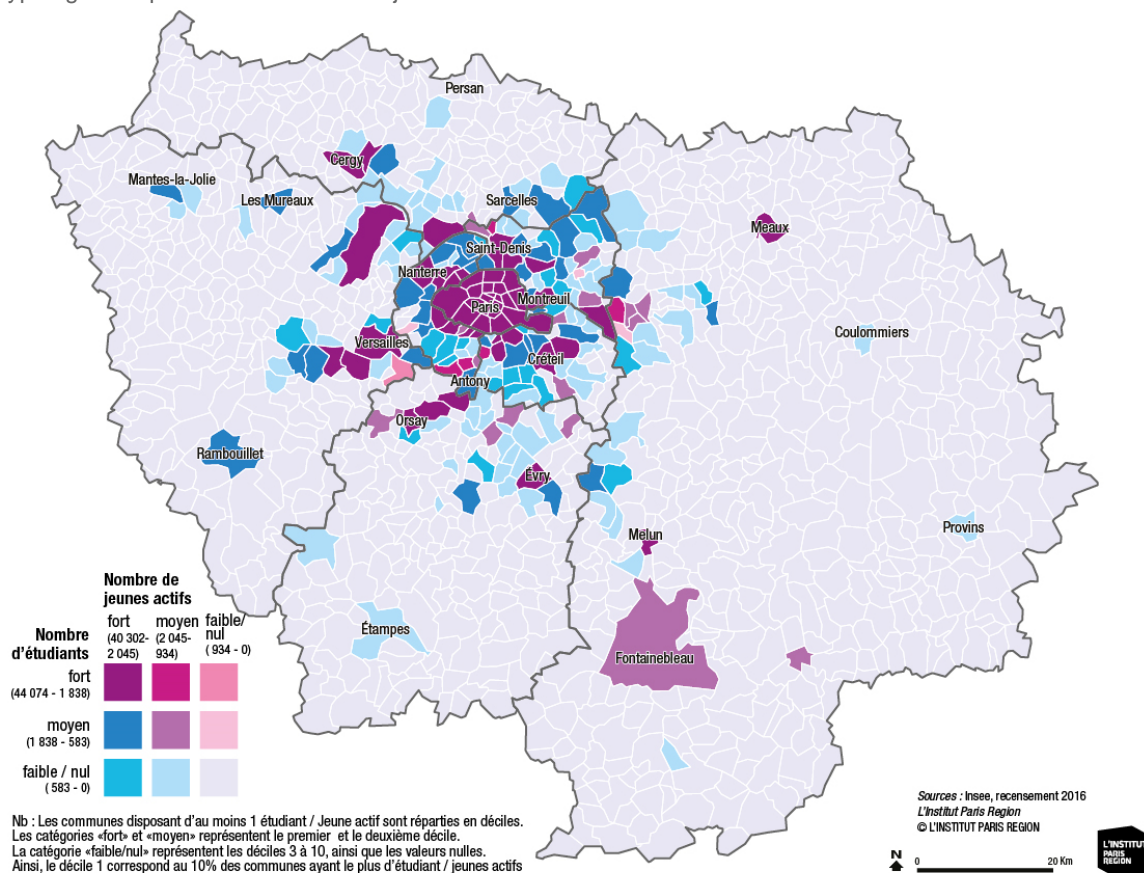 Persan
Cergy
Mantes-la-Jolie
Les Mureaux
Sarcelles
Meaux
Saint-Denis
Nanterre
Montreuil
Paris
Coulommiers
Versailles
Créteil
Antony
Orsay
Rambouillet
Évry
Provins
Melun
Étampes
Fontainebleau
Nombre de
jeunes actifs
fort
(40 302-
2 045)
moyen
(2 045-
934)
faible/
nul
( 934 - 0)
Nombre
d'étudiants
fort
(44 074 - 1 838)
moyen
(1 838 - 583)
faible / nul
( 583 - 0)
Nb : Les communes disposant d'au moins 1 étudiant / Jeune actif sont réparties en déciles.
Les catégories «fort» et «moyen» représentent le premier et le deuxième décile.
La catégorie «faible/nul» représentent les déciles 3 à 10, ainsi que les valeurs nulles.
Ainsi, le décile 1 correspond au 10% des communes ayant le plus d'étudiant / jeunes actifs
Sources : Insee, recensement 2016
L'Institut Paris Region
© L'INSTITUT PARIS REGION
N
0
20 Km
L'INSTITUT
PARIS
REGION